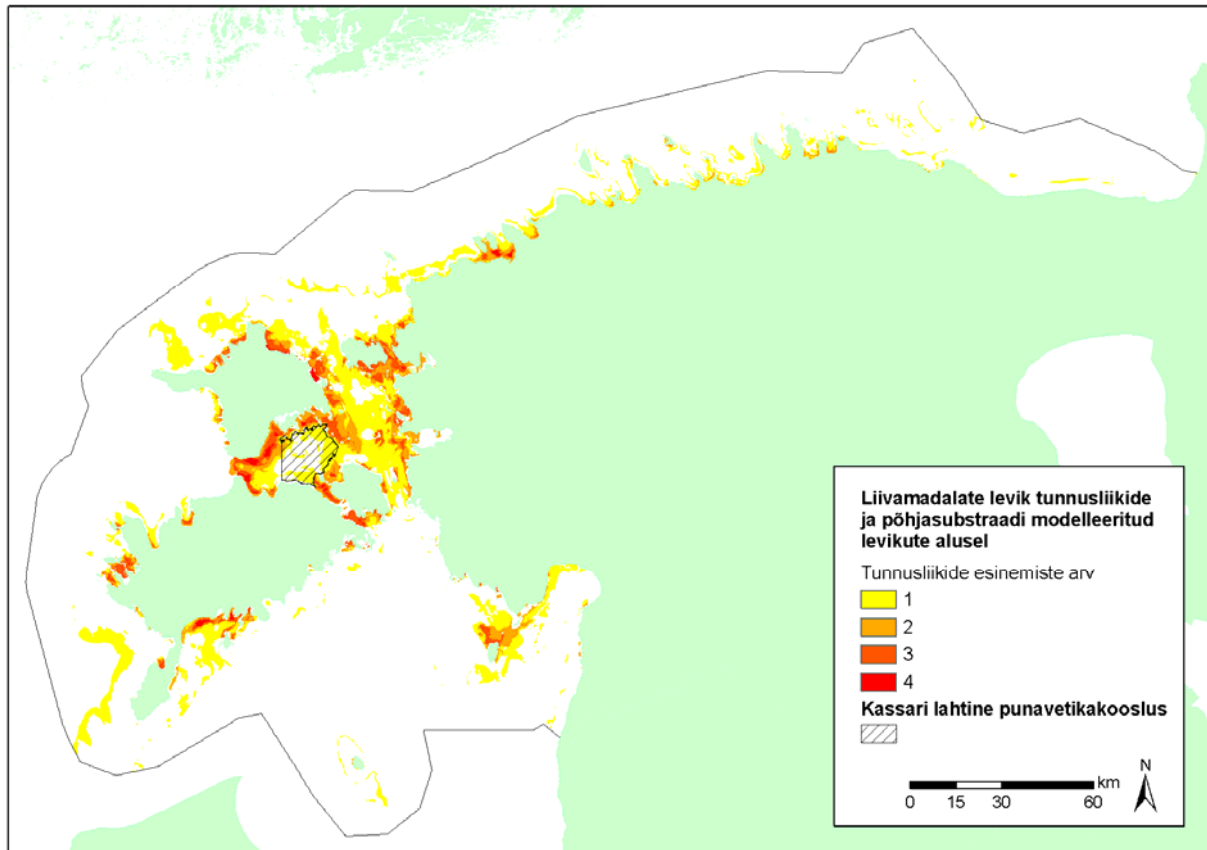 Liivamadalate levik tunnusliikide
ja põhjasubstraadi modelleeritud
levikute alusel
Tunnusliikide esinemiste arv
1
2
3
4
Kassari lahtine punavetikakooslus
N
km
0 15 30 60